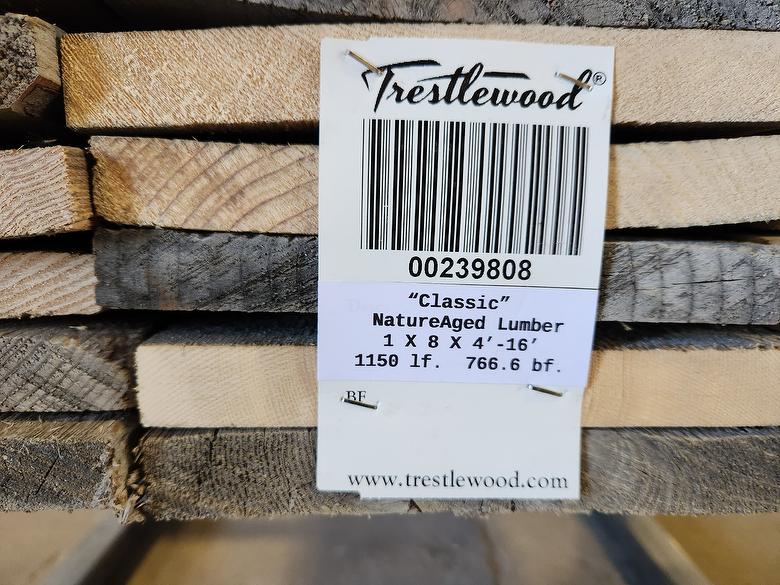 Trestlewood®
00239808
“Classic”
NatureAged Lumber
1 X 8 X 4’-16’
1150 lf. 766.6 bf.
BF
www.trestlewood.com